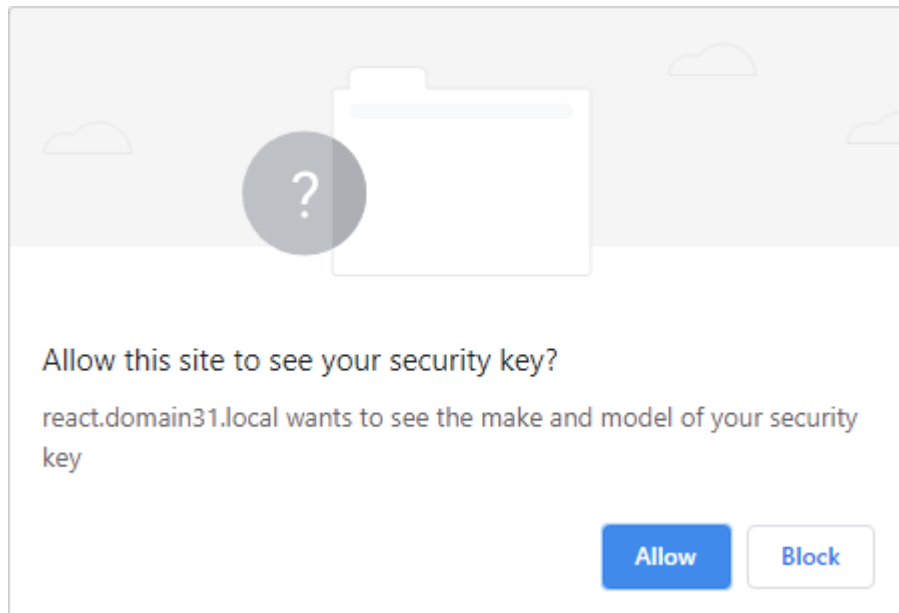 ?
Allow this site to see your security key?
react.domain31.local wants to see the make and model of your security
key
Allow
Block